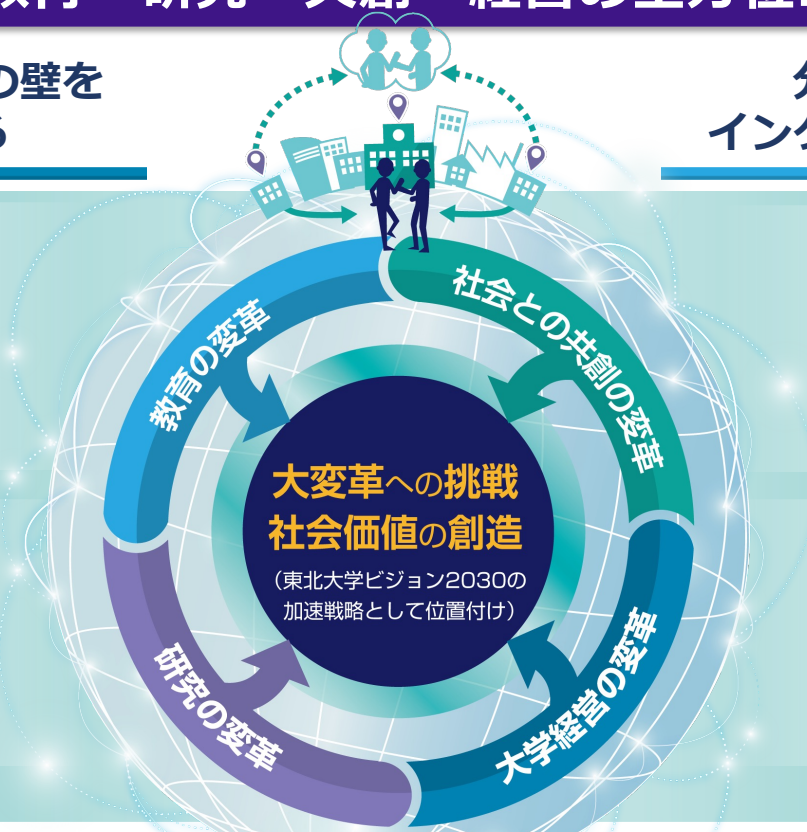 の壁を
イン
教育の変革
社会との共創の変革
大変革への挑戦
社会価値の創造
(東北大学ビジョン2030の
加速戦略として位置付け)
研究の変革
大学経営の変革